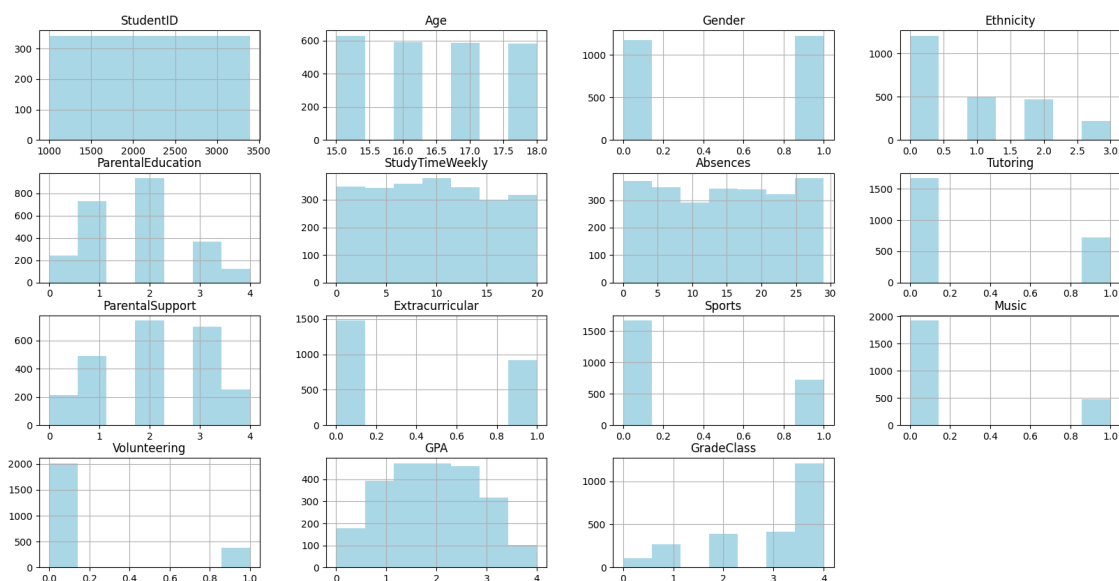 StudentID Age Gender Ethnicity
300 200 100 0
600 400 200 0
1000 500 0
1000 500 0
1000 1500 2000 2500 3000 3500
15.0 15.5 16.0 16.5 17.0 17.5 18.0
0.0 0.2 0.4 0.6 0.8 1.0
0.0 0.5 1.0 1.5 2.0 2.5 3.0
ParentalEducation StudyTimeWeekly Absences Tutoring
800 600 400 200 0
300 200 100 0
300 200 100 0
1500 1000 500 0
0 1 2 3 4
0 5 10 15 20
0 5 10 15 20 25 30
0.0 0.2 0.4 0.6 0.8 1.0
ParentalSupport Extracurricular Sports Music
600 400 200 0
1500 1000 500 0
1500 1000 500 0
2000 1500 1000 500 0
0 1 2 3 4
0.0 0.2 0.4 0.6 0.8 1.0
0.0 0.2 0.4 0.6 0.8 1.0
0.0 0.2 0.4 0.6 0.8 1.0
Volunteering GPA GradeClass
2000 1500 1000 500 0
400 300 200 100 0
1000 500 0
0.0 0.2 0.4 0.6 0.8 1.0
0 1 2 3 4
0 1 2 3 4